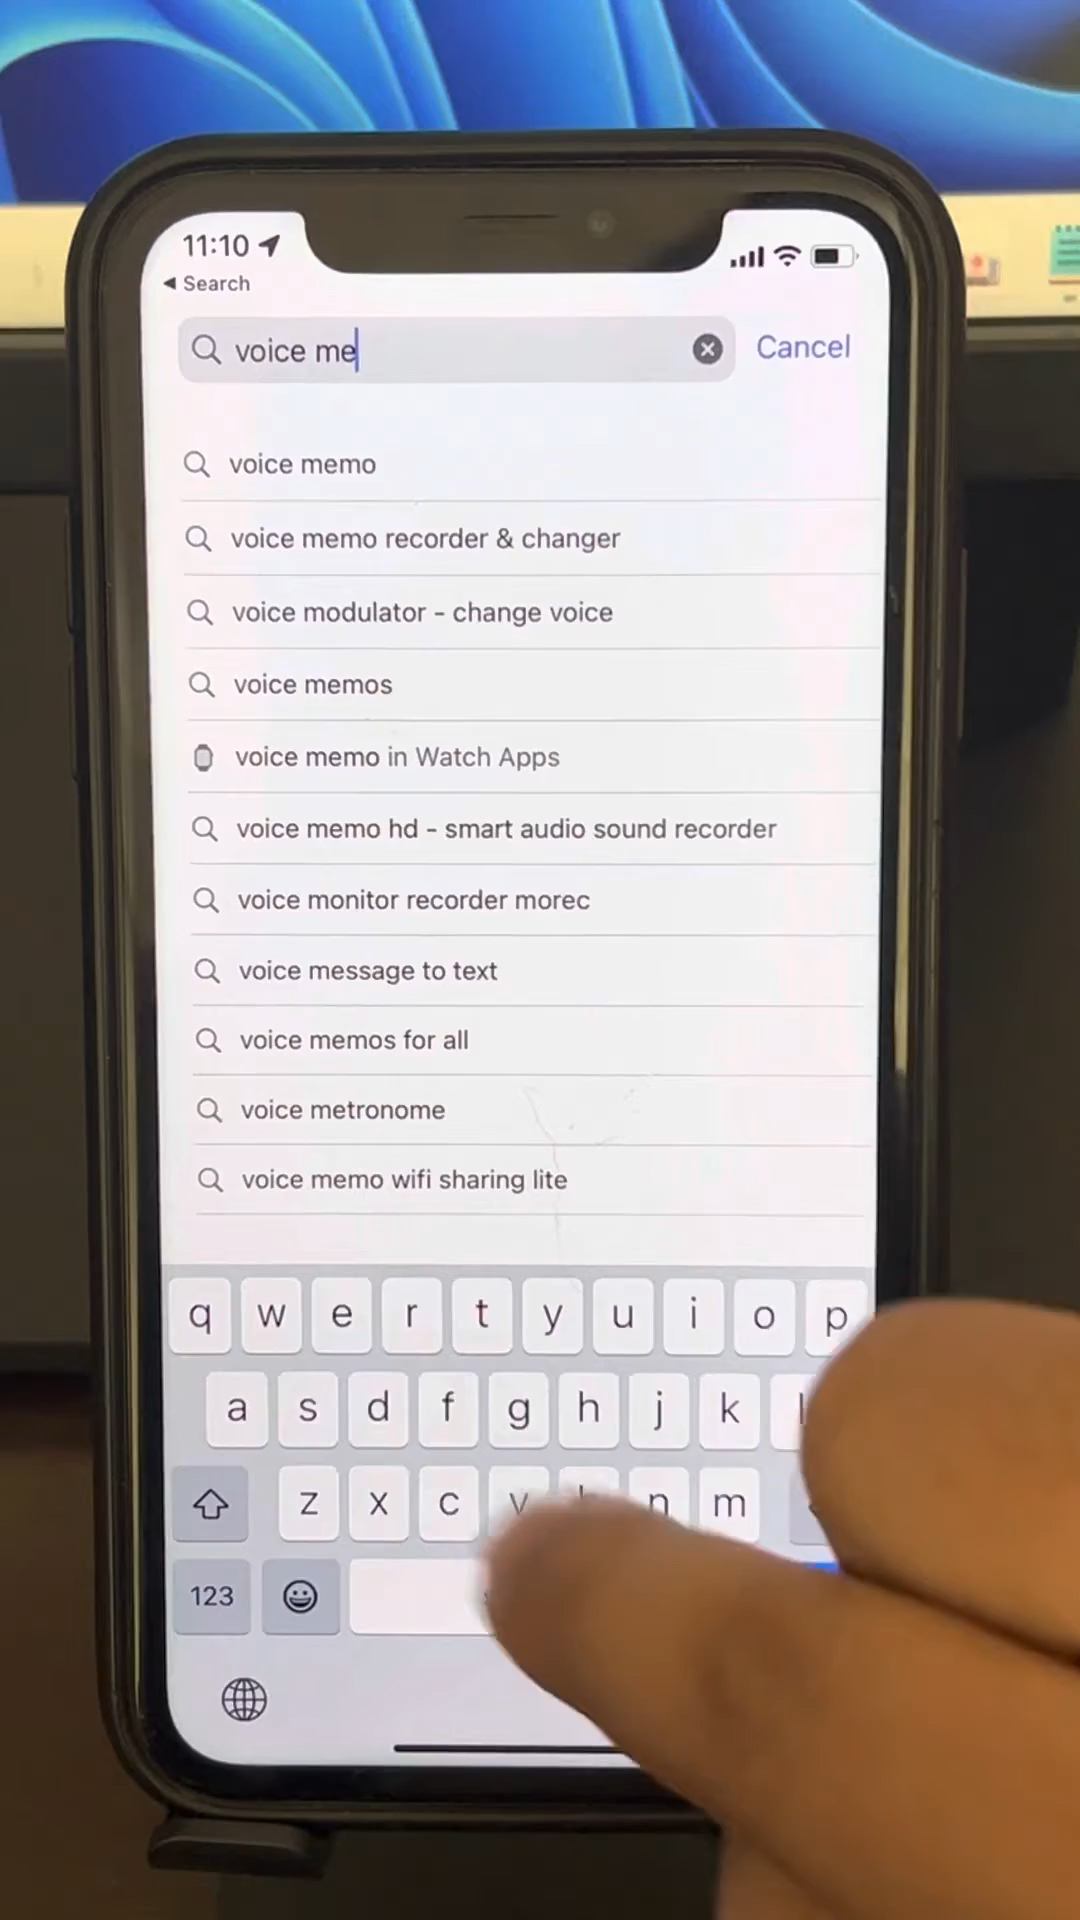 11:10
Search
voice me
Cancel
voice memo
voice memo recorder & changer
voice modulator - change voice
voice memos
voice memo in Watch Apps
voice memo hd - smart audio sound recorder
voice monitor recorder morec
voice message to text
voice memos for all
voice metronome
voice memo wifi sharing lite
q w e r t y u i o p
a s d f g h j k l
z x c v n m
123